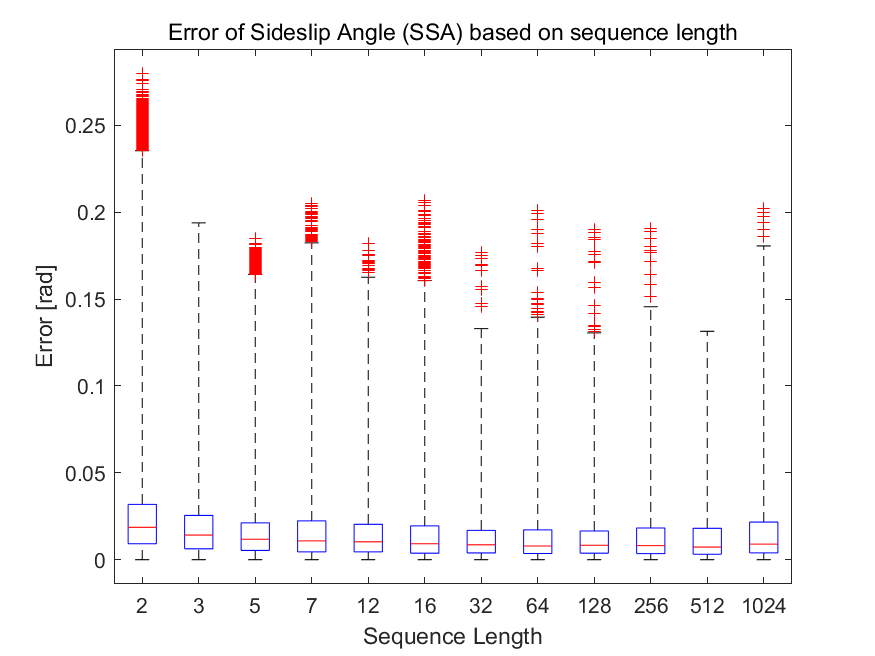 Error of Sideslip Angle (SSA) based on sequence length
0.25
0.2
0.15
0.1
0.05
0
Error [rad]
2 3 5 7 12 16 32 64 128 256 512 1024
Sequence Length